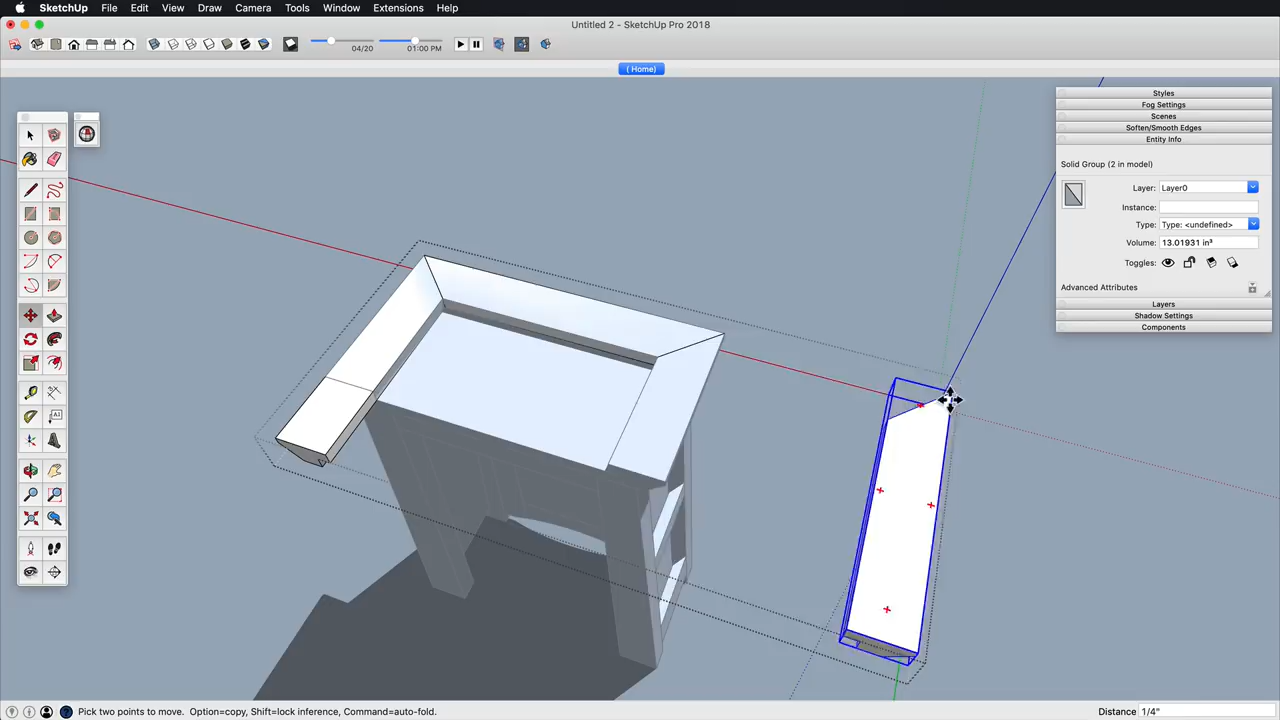 SketchUp File Edit View Draw Camera Tools Window Extensions Help
Untitled 2 - SketchUp Pro 2018
04/20 01:00 PM
( Home)
Styles
Fog Settings
Scenes
Soften/Smooth Edges
Entity Info
Solid Group (2 in model)
Layer: Layer0
Instance:
Type: Type: <undefined>
Volume: 13.01931 in³
Toggles:
Advanced Attributes
Layers
Shadow Settings
Components
Pick two points to move. Option=copy, Shift=lock inference, Command=auto-fold.
Distance 1/4"